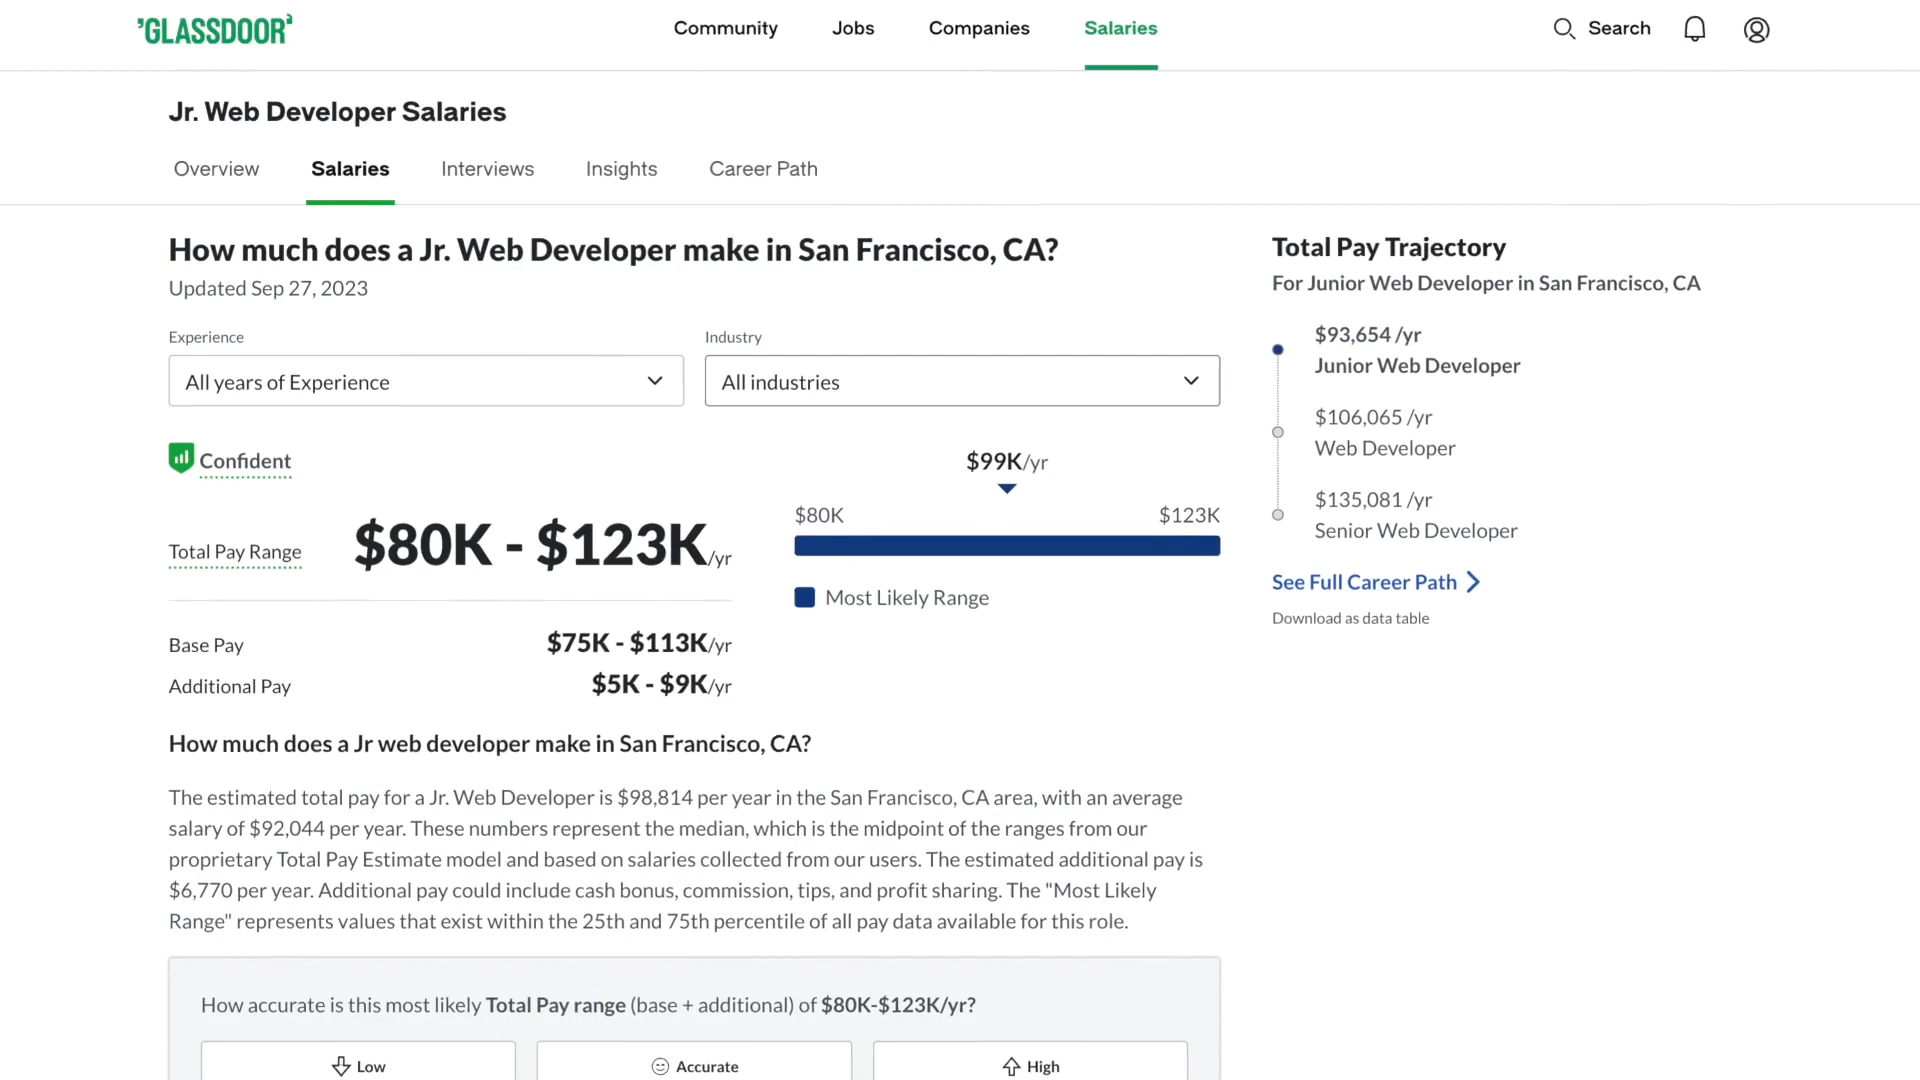 GLASSDOOR
Community
Jobs
Companies
Salaries
Search
Jr. Web Developer Salaries
Overview
Salaries
Interviews
Insights
Career Path
How much does a Jr. Web Developer make in San Francisco, CA?
Updated Sep 27, 2023
Experience
All years of Experience
Industry
All industries
Confident
Total Pay Range
$80K - $123K/yr
Base Pay
$75K - $113K/yr
Additional Pay
$5K - $9K/yr
$99K/yr
$80K
$123K
Most Likely Range
How much does a Jr web developer make in San Francisco, CA?
The estimated total pay for a Jr. Web Developer is $98,814 per year in the San Francisco, CA area, with an average
salary of $92,044 per year. These numbers represent the median, which is the midpoint of the ranges from our
proprietary Total Pay Estimate model and based on salaries collected from our users. The estimated additional pay is
$6,770 per year. Additional pay could include cash bonus, commission, tips, and profit sharing. The "Most Likely
Range" represents values that exist within the 25th and 75th percentile of all pay data available for this role.
How accurate is this most likely Total Pay range (base + additional) of $80K-$123K/yr?
Low
Accurate
High
Total Pay Trajectory
For Junior Web Developer in San Francisco, CA
$93,654 /yr
Junior Web Developer
$106,065 /yr
Web Developer
$135,081 /yr
Senior Web Developer
See Full Career Path
Download as data table